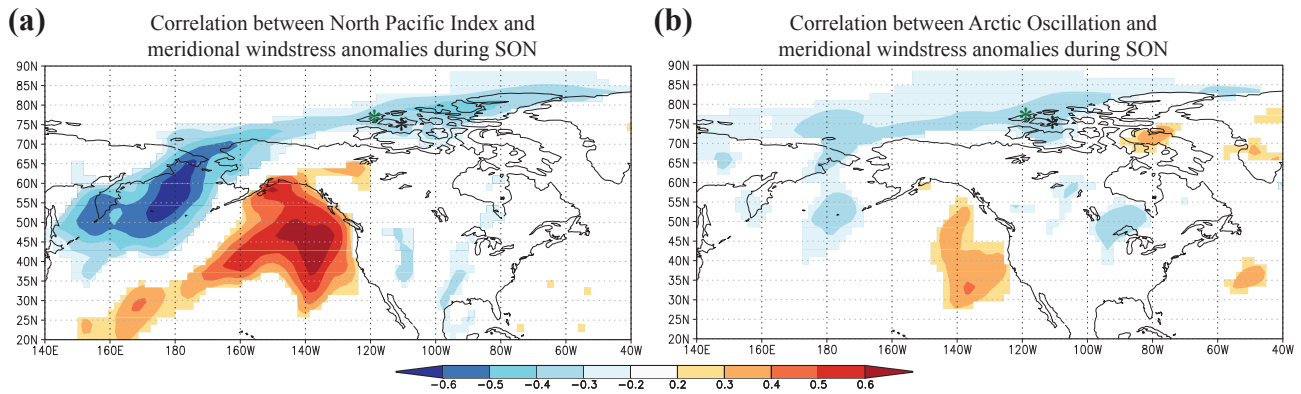 (a)
Correlation between North Pacific Index and
meridional windstress anomalies during SON
(b)
Correlation between Arctic Oscillation and
meridional windstress anomalies during SON
90N
85N
80N
75N
70N
65N
60N
55N
50N
45N
40N
35N
30N
25N
20N
140E 160E 180 160W 140W 120W 100W 80W 60W 40W
90N
85N
80N
75N
70N
65N
60N
55N
50N
45N
40N
35N
30N
25N
20N
140E 160E 180 160W 140W 120W 100W 80W 60W 40W
-0.6 -0.5 -0.4 -0.3 -0.2 0.2 0.3 0.4 0.5 0.6